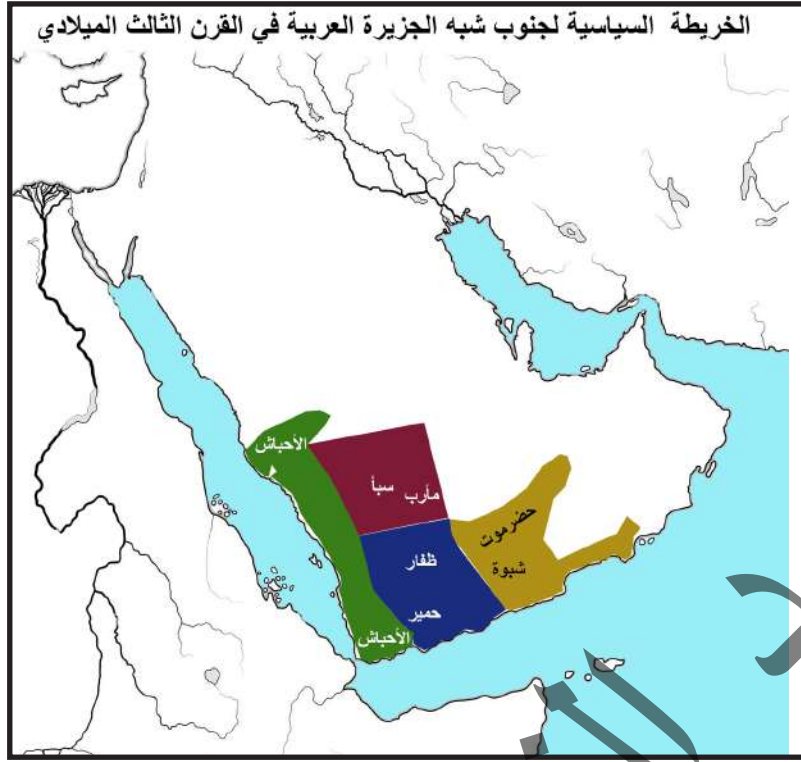 الخريطة السياسية لجنوب شبه الجزيرة العربية في القرن الثالث الميلادي
الأحباش
سبأ
مأرب
حضرموت
شبوة
ظفار
حمير
الأحباش